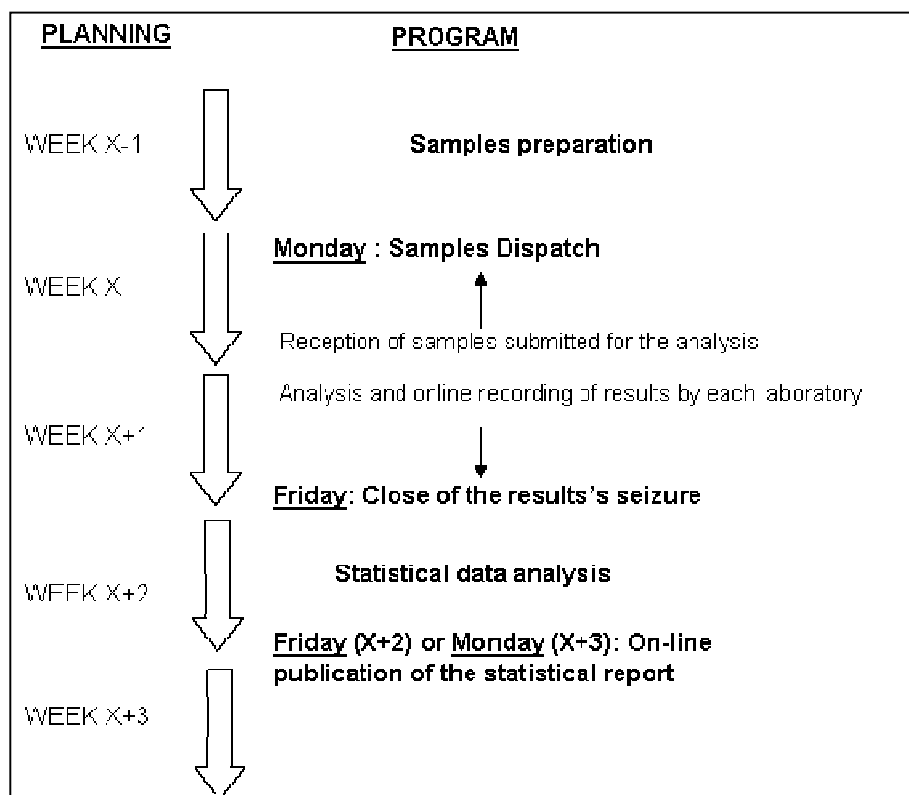 PLANNING
PROGRAM
WEEK X-1
Samples preparation
Monday : Samples Dispatch
WEEK X
Reception of samples submitted for the analysis
Analysis and online recording of results by each laboratory
WEEK X+1
Friday: Close of the results's seizure
Statistical data analysis
WEEK X+2
Friday (X+2) or Monday (X+3): On-line
publication of the statistical report
WEEK X+3